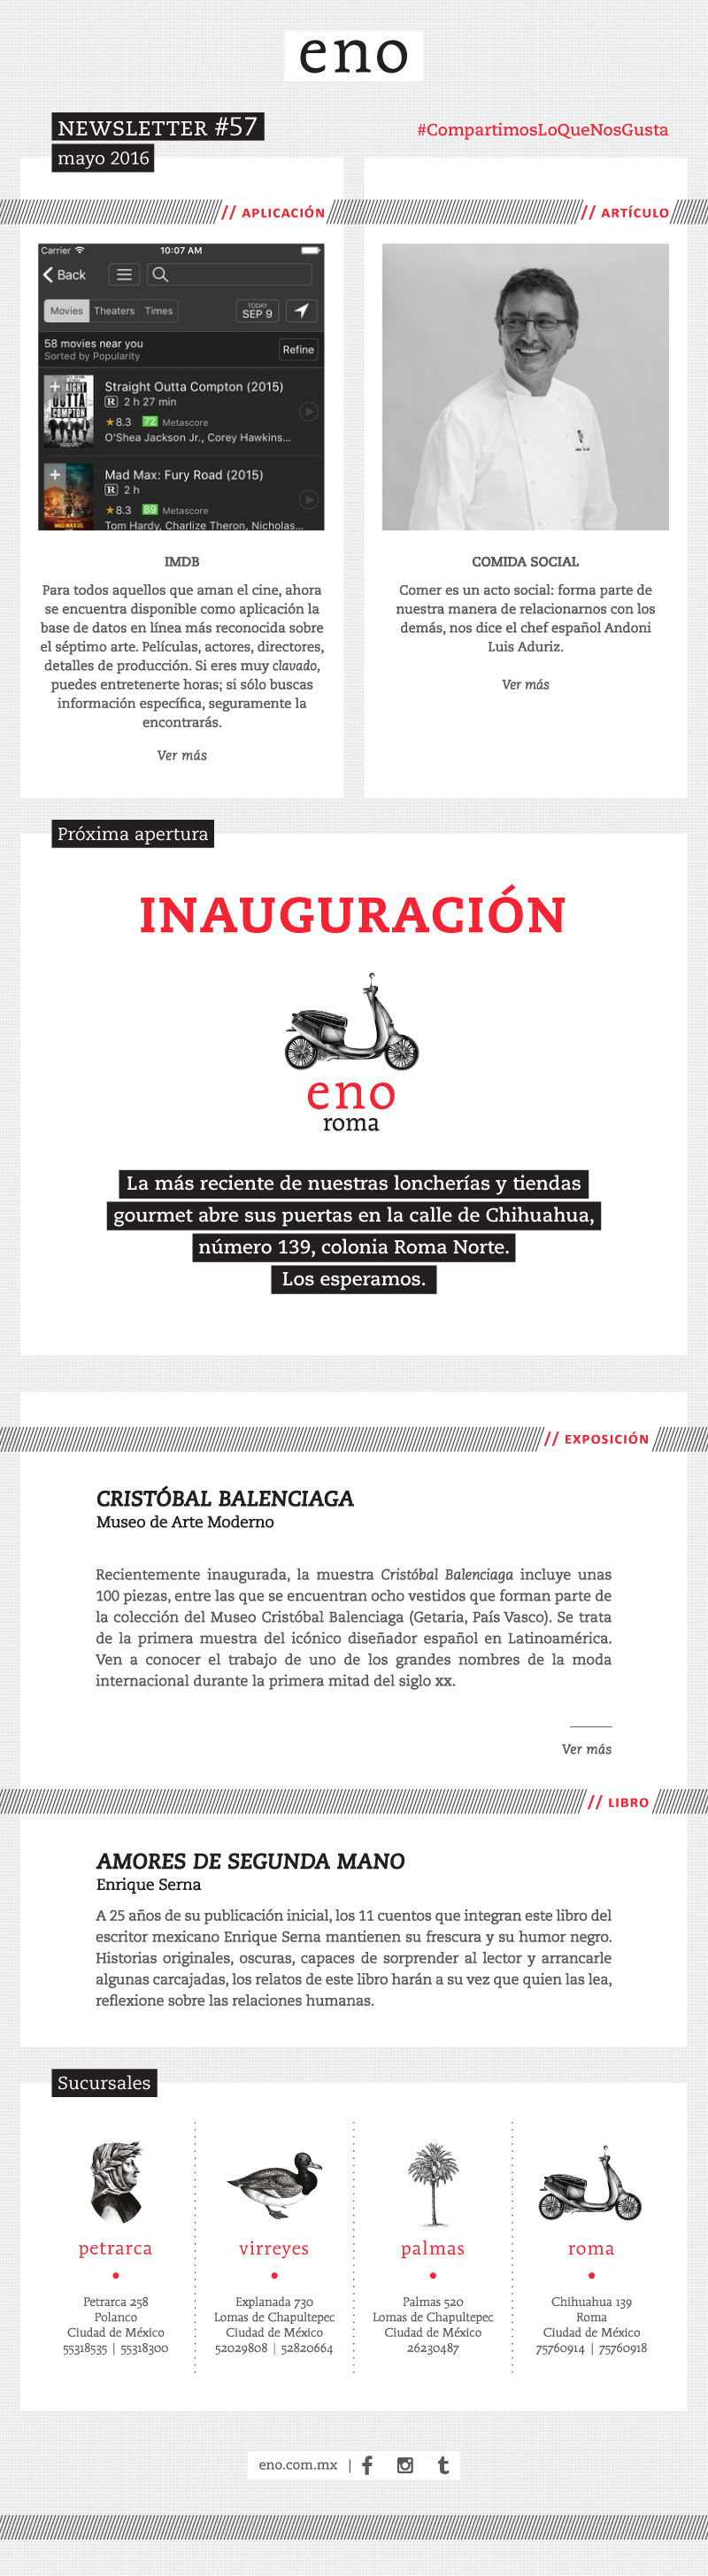 eno
NEWSLETTER #57
mayo 2016
#CompartimosLoQueNosGusta
// APLICACIÓN
Carrier
10:07 AM
Back
Movies Theaters Times
TODAY
SEP 9
58 movies near you
Sorted by Popularity
Refine
Straight Outta Compton (2015)
R 2 h 27 min
8.3 72 Metascore
O'Shea Jackson Jr., Corey Hawkins...
Mad Max: Fury Road (2015)
R 2 h
8.3 89 Metascore
Tom Hardy, Charlize Theron, Nicholas...
IMDB
Para todos aquellos que aman el cine, ahora
se encuentra disponible como aplicación la
base de datos en línea más reconocida sobre
el séptimo arte. Películas, actores, directores,
detalles de producción. Si eres muy clavado,
puedes entretenerte horas; si sólo buscas
información específica, seguramente la
encontrarás.
Ver más
// ARTÍCULO
COMIDA SOCIAL
Comer es un acto social: forma parte de
nuestra manera de relacionarnos con los
demás, nos dice el chef español Andoni
Luis Aduriz.
Ver más
Próxima apertura
INAUGURACIÓN
eno
roma
La más reciente de nuestras loncherías y tiendas
gourmet abre sus puertas en la calle de Chihuahua,
número 139, colonia Roma Norte.
Los esperamos.
// EXPOSICIÓN
CRISTÓBAL BALENCIAGA
Museo de Arte Moderno
Recientemente inaugurada, la muestra Cristóbal Balenciaga incluye unas
100 piezas, entre las que se encuentran ocho vestidos que forman parte de
la colección del Museo Cristóbal Balenciaga (Getaria, País Vasco). Se trata
de la primera muestra del icónico diseñador español en Latinoamérica.
Ven a conocer el trabajo de uno de los grandes nombres de la moda
internacional durante la primera mitad del siglo xx.
Ver más
// LIBRO
AMORES DE SEGUNDA MANO
Enrique Serna
A 25 años de su publicación inicial, los 11 cuentos que integran este libro del
escritor mexicano Enrique Serna mantienen su frescura y su humor negro.
Historias originales, oscuras, capaces de sorprender al lector y arrancarle
algunas carcajadas, los relatos de este libro harán a su vez que quien las lea,
reflexione sobre las relaciones humanas.
Sucursales
petrarca
Petrarca 258
Polanco
Ciudad de México
55318535 | 55318300
virreyes
Explanada 730
Lomas de Chapultepec
Ciudad de México
52029808 | 52820664
palmas
Palmas 520
Lomas de Chapultepec
Ciudad de México
26230487
roma
Chihuahua 139
Roma
Ciudad de México
75760914 | 75760918
eno.com.mx |